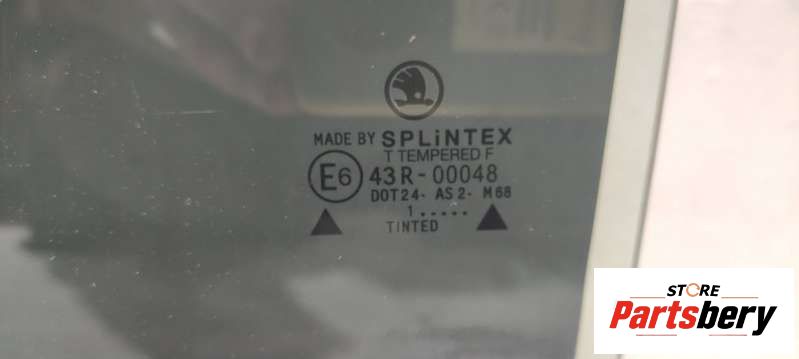 MADE BY SPLiNTEX
T TEMPERED F
E6 43R-00048
DOT24- AS2- M68
1.....
TINTED
STORE
Partsbery